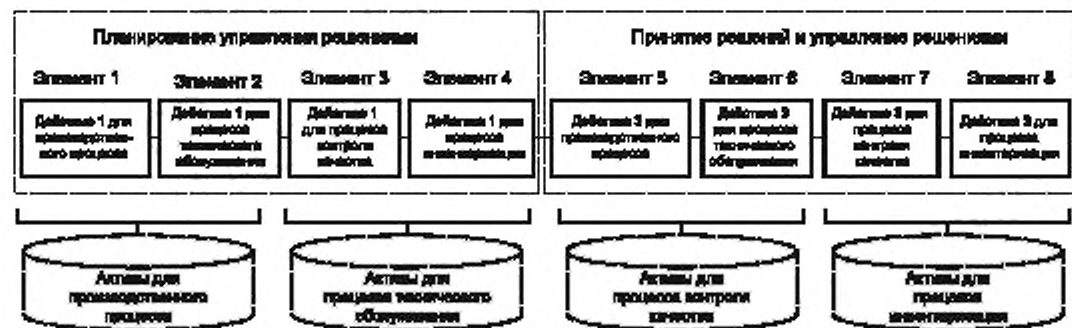 Планирование управления решениями
Принятие решений и управление решениями
Элемент 1
Элемент 2
Элемент 3
Элемент 4
Элемент 5
Элемент 6
Элемент 7
Элемент 8
Действие 1 для
производствен-
ного процесса
Действие 1 для
процесса
технического
обслуживания
Действие 1
для процесса
контроля
качества
Действие 1 для
процесса
инвентаризации
Действие 3 для
производственного
процесса
Действие 3
для процесса
технического
обслуживания
Действие 3 для
процесса
контроля
качества
Действие 3 для
процесса
инвентаризации
Активы для
производственного
процесса
Активы для
процесса технического
обслуживания
Активы для
процесса контроля
качества
Активы для
процесса
инвентаризации